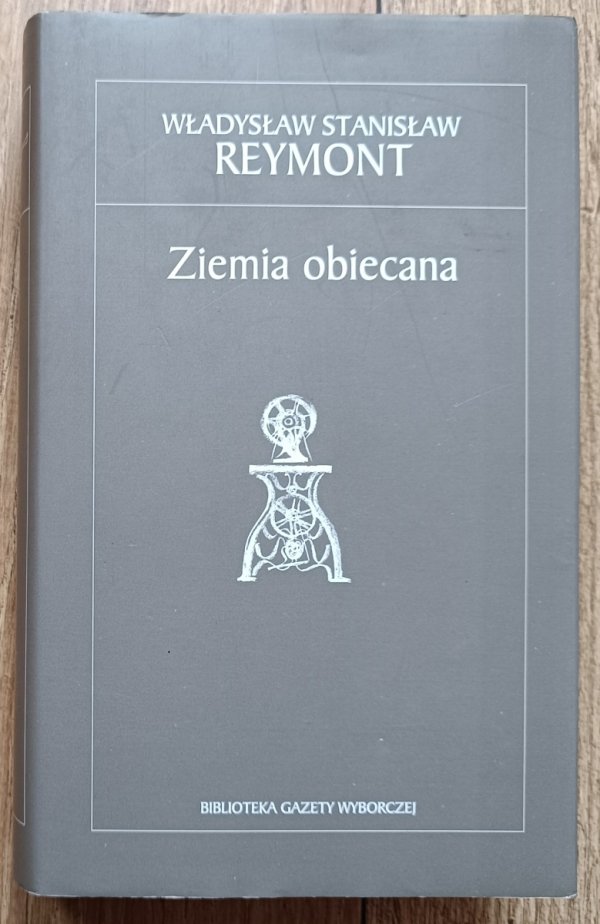 WŁADYSŁAW STANISŁAW
REYMONT
Ziemia obiecana
BIBLIOTEKA GAZETY WYBORCZEJ